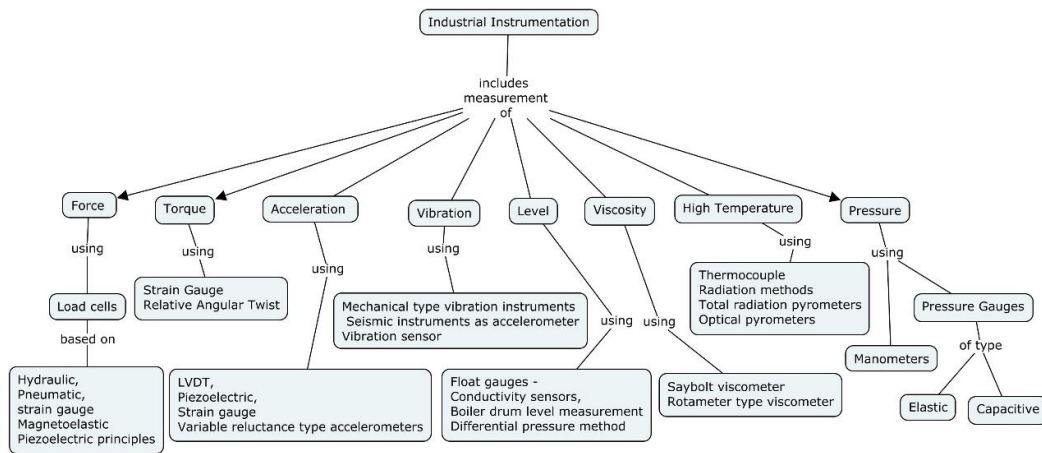 Industrial Instrumentation
includes
measurement
of
Force
Torque
Acceleration
Vibration
Level
Viscosity
High Temperature
Pressure
using
using
using
using
using
using
using
using
Load cells
based on
Hydraulic,
Pneumatic,
strain gauge
Magnetoelastic
Piezoelectric principles
Strain Gauge
Relative Angular Twist
LVDT,
Piezoelectric,
Strain gauge
Variable reluctance type accelerometers
Mechanical type vibration instruments
Seismic instruments as accelerometer
Vibration sensor
Float gauges -
Conductivity sensors,
Boiler drum level measurement
Differential pressure method
Saybolt viscometer
Rotameter type viscometer
Thermocouple
Radiation methods
Total radiation pyrometers
Optical pyrometers
Manometers
Pressure Gauges
of type
Elastic
Capacitive